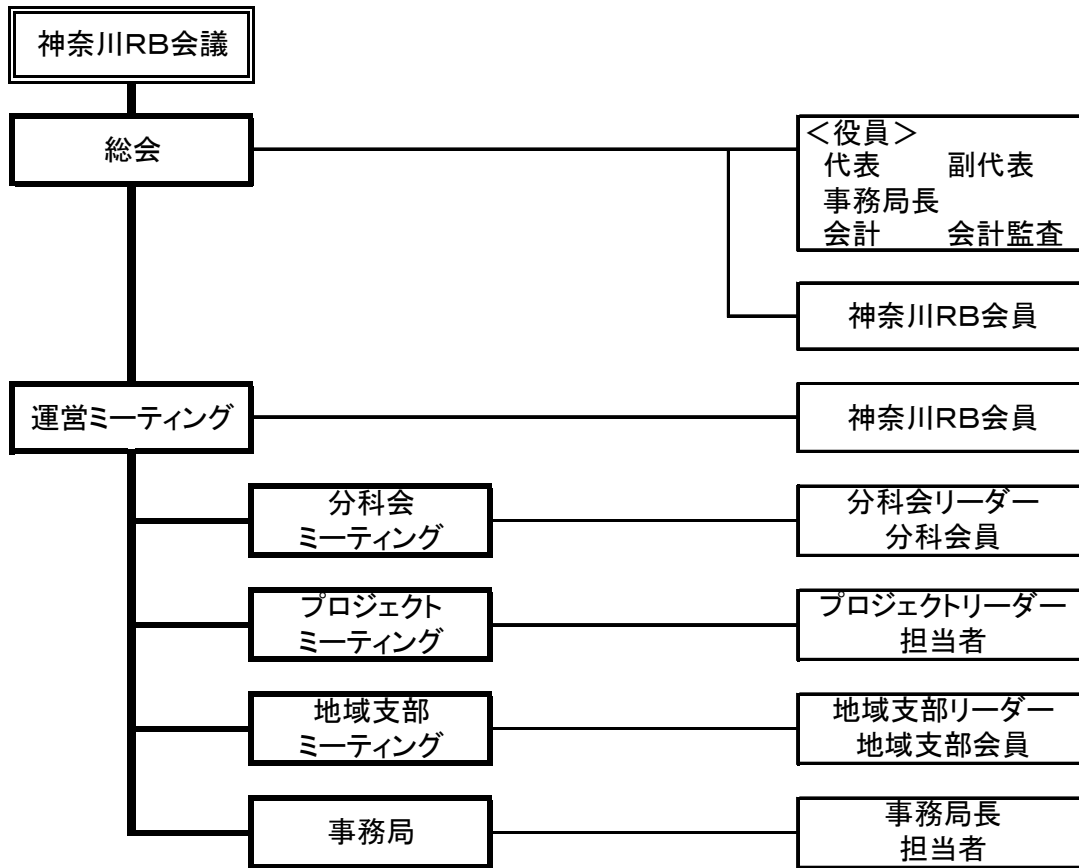 神奈川RB会議
総会
＜役員＞
代表　　副代表
事務局長
会計　　会計監査
神奈川RB会員
運営ミーティング
神奈川RB会員
分科会
ミーティング
分科会リーダー
分科会員
プロジェクト
ミーティング
プロジェクトリーダー
担当者
地域支部
ミーティング
地域支部リーダー
地域支部会員
事務局
事務局長
担当者